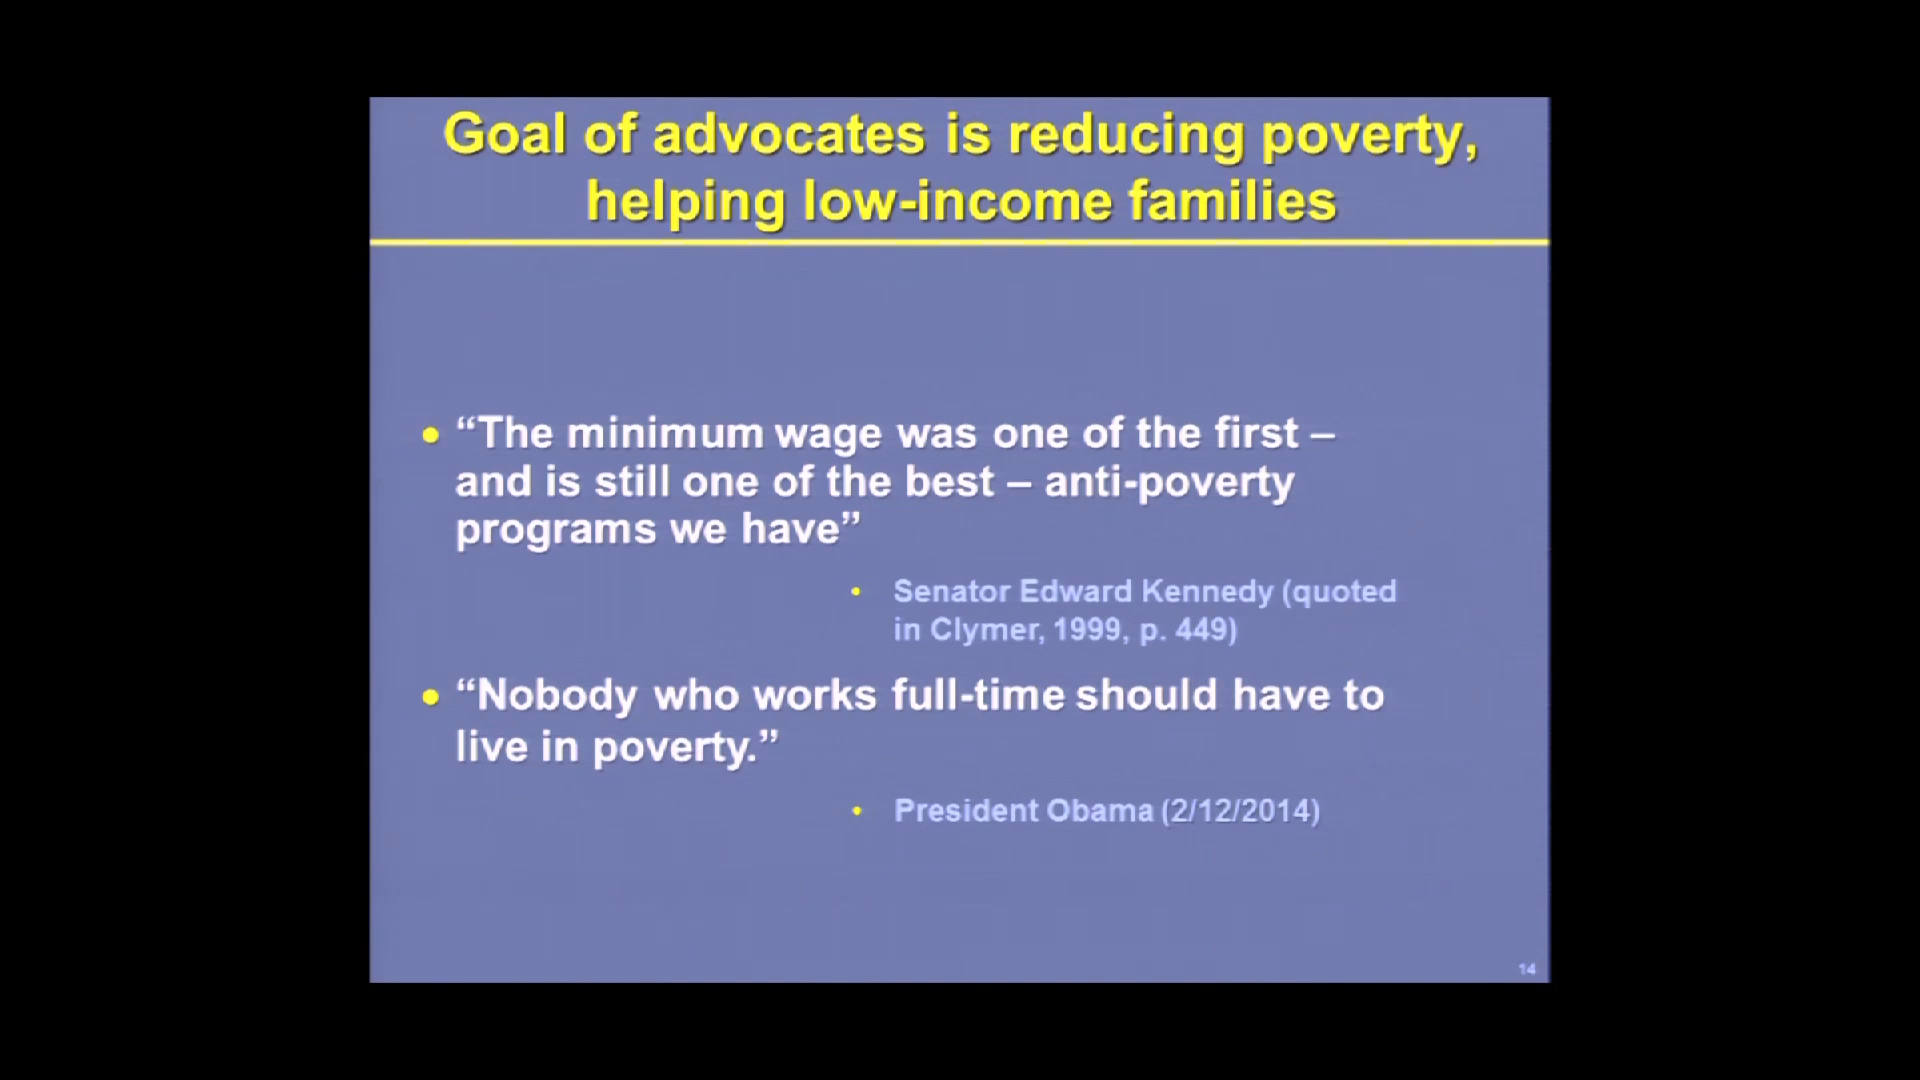 Goal of advocates is reducing poverty,
helping low-income families
• “The minimum wage was one of the first –
and is still one of the best – anti-poverty
programs we have”
• Senator Edward Kennedy (quoted
in Clymer, 1999, p. 449)
• “Nobody who works full-time should have to
live in poverty.”
• President Obama (2/12/2014)
14